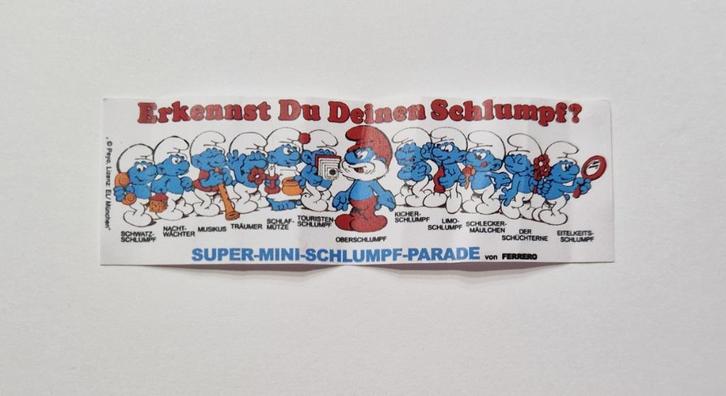 Erkennst Du Deinen Schlumpf?
„© Peyo, Lizenz ELI München"
SCHWATZ-
SCHLUMPF
NACHT-
WÄCHTER
MUSIKUS
TRÄUMER
SCHLAF-
MÜTZE
TOURISTEN-
SCHLUMPF
OBERSCHLUMPF
KICHER-
SCHLUMPF
LIMO-
SCHLUMPF
SCHLECKER-
MÄULCHEN
DER
SCHÜCHTERNE
EITELKEITS-
SCHLUMPF
SUPER-MINI-SCHLUMPF-PARADE von FERRERO